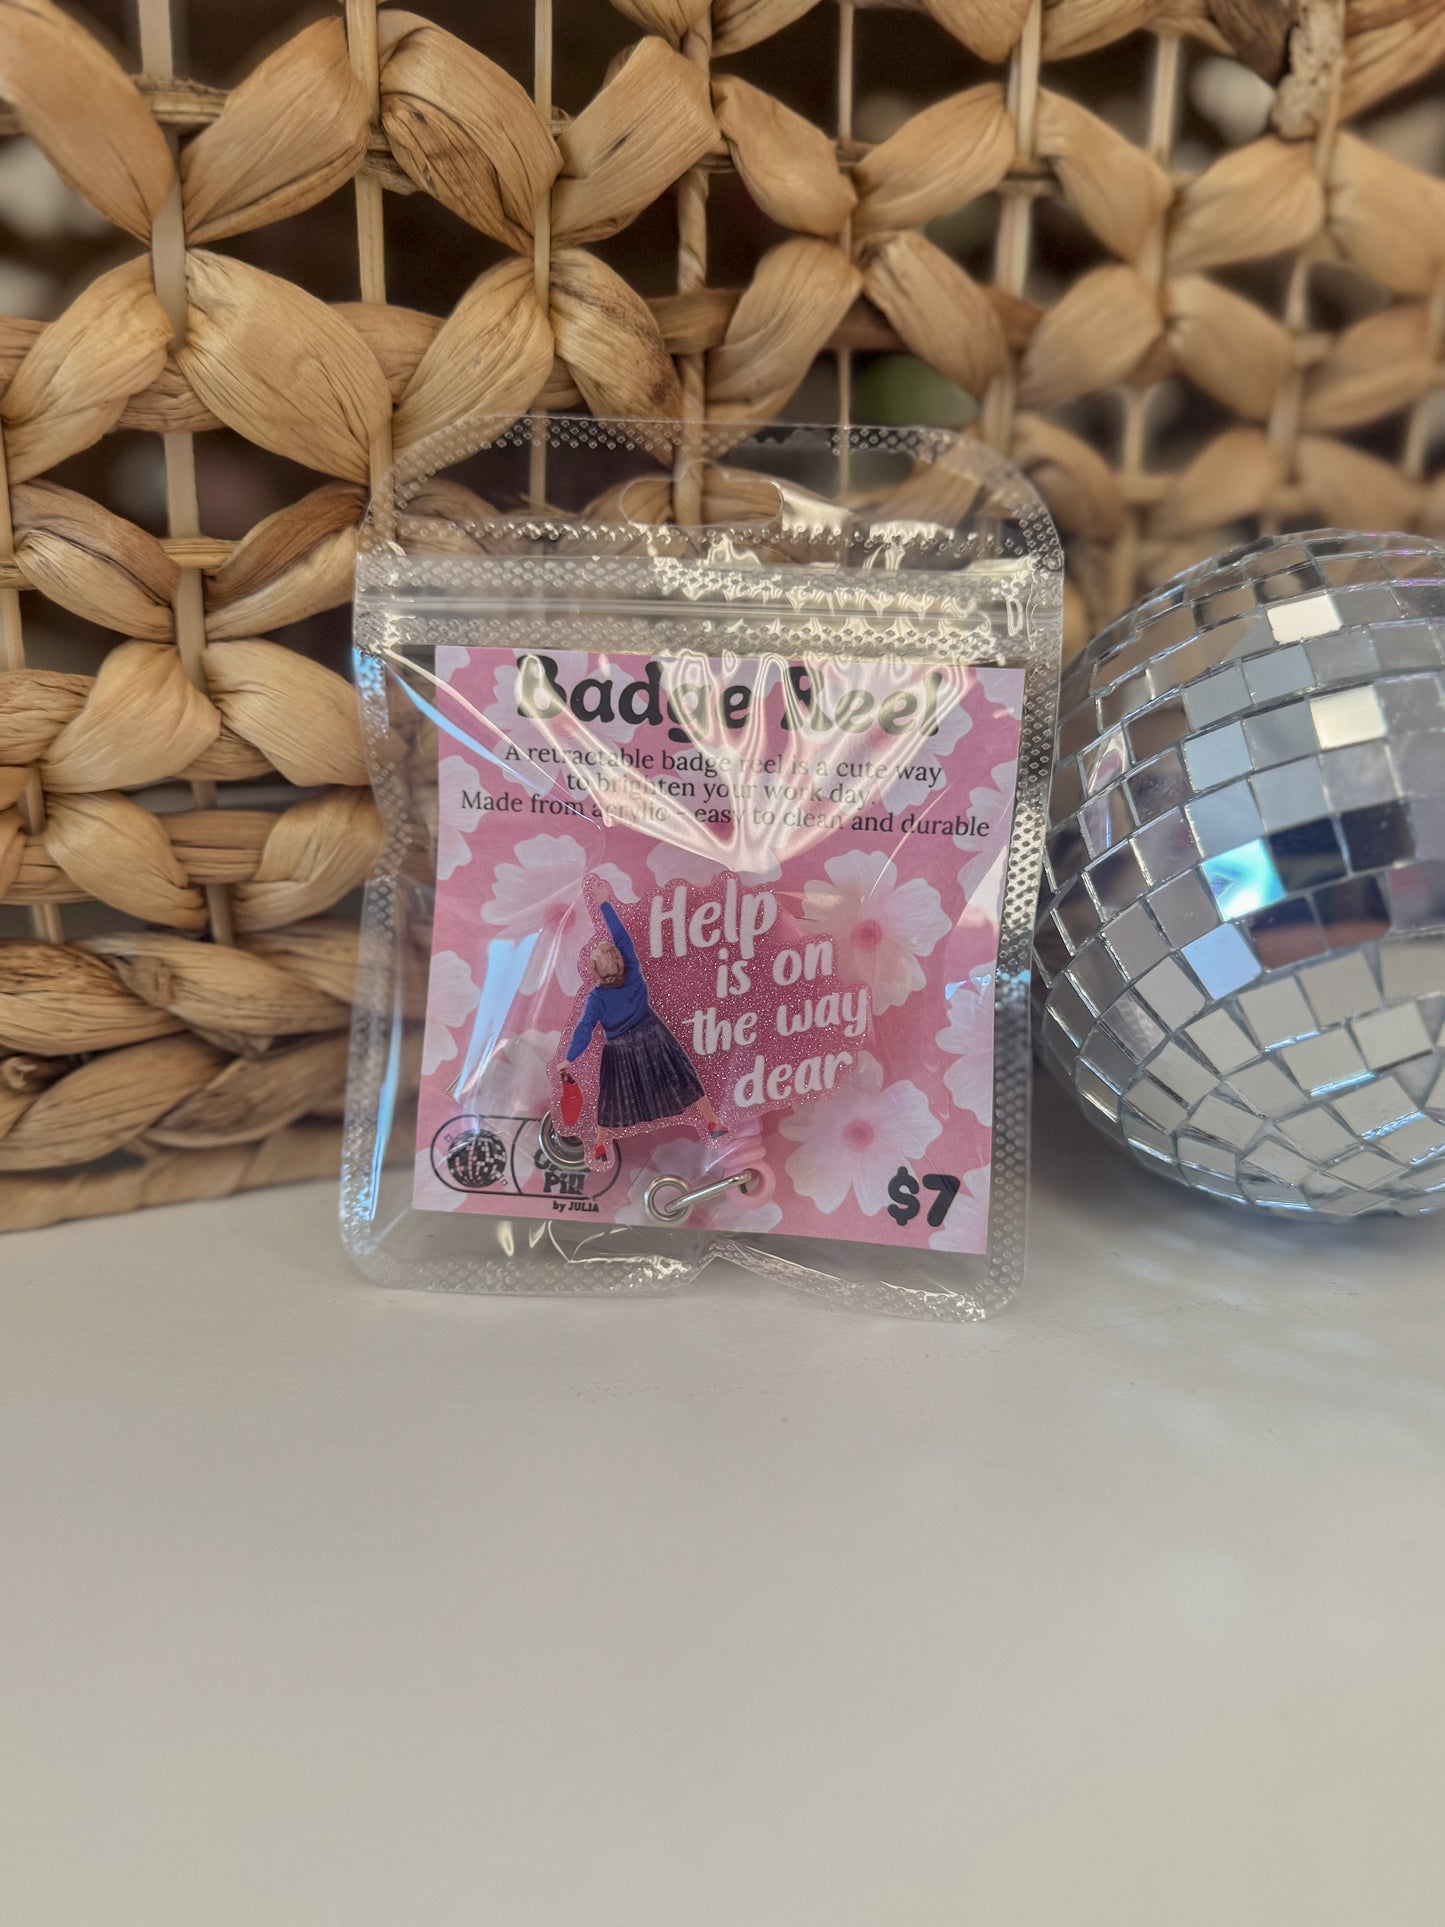 Badge Reel
A retractable badge reel is a cute way
to brighten your work day.
Made from acrylic - easy to clean and durable
Help
is on
the way
dear
Pill
by JULIA
$7